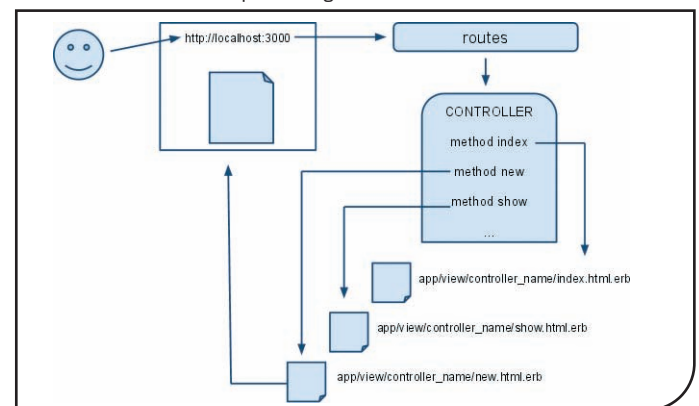 http://localhost:3000
routes
CONTROLLER
method index
method new
method show
...
app/view/controller_name/index.html.erb
app/view/controller_name/show.html.erb
app/view/controller_name/new.html.erb